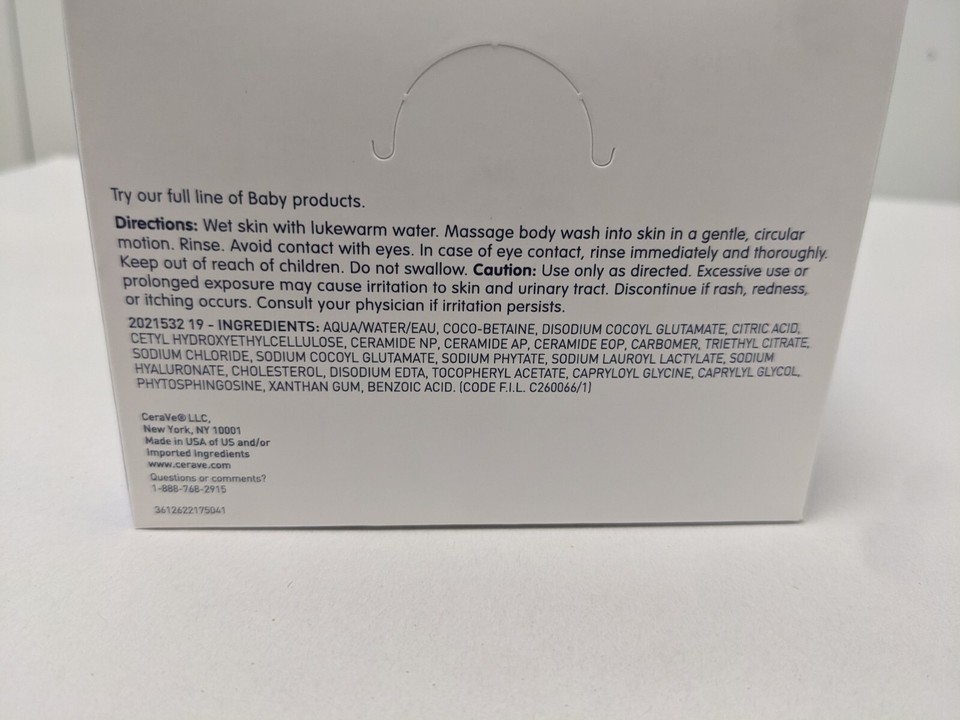 Try our full line of Baby products.
Directions: Wet skin with lukewarm water. Massage body wash into skin in a gentle, circular
motion. Rinse. Avoid contact with eyes. In case of eye contact, rinse immediately and thoroughly.
Keep out of reach of children. Do not swallow. Caution: Use only as directed. Excessive use or
prolonged exposure may cause irritation to skin and urinary tract. Discontinue if rash, redness,
or itching occurs. Consult your physician if irritation persists.
2021532 19 - INGREDIENTS: AQUA/WATER/EAU, COCO-BETAINE, DISODIUM COCOYL GLUTAMATE, CITRIC ACID,
CETYL HYDROXYETHYLCELLULOSE, CERAMIDE NP, CERAMIDE AP, CERAMIDE EOP, CARBOMER, TRIETHYL CITRATE,
SODIUM CHLORIDE, SODIUM COCOYL GLUTAMATE, SODIUM PHYTATE, SODIUM LAUROYL LACTYLATE, SODIUM
HYALURONATE, CHOLESTEROL, DISODIUM EDTA, TOCOPHERYL ACETATE, CAPRYLOYL GLYCINE, CAPRYLYL GLYCOL,
PHYTOSPHINGOSINE, XANTHAN GUM, BENZOIC ACID. (CODE F.I.L. C260066/1)
CeraVe® LLC,
New York, NY 10001
Made in USA of US and/or
Imported Ingredients
www.cerave.com
Questions or comments?
1-888-768-2915
3612622175041